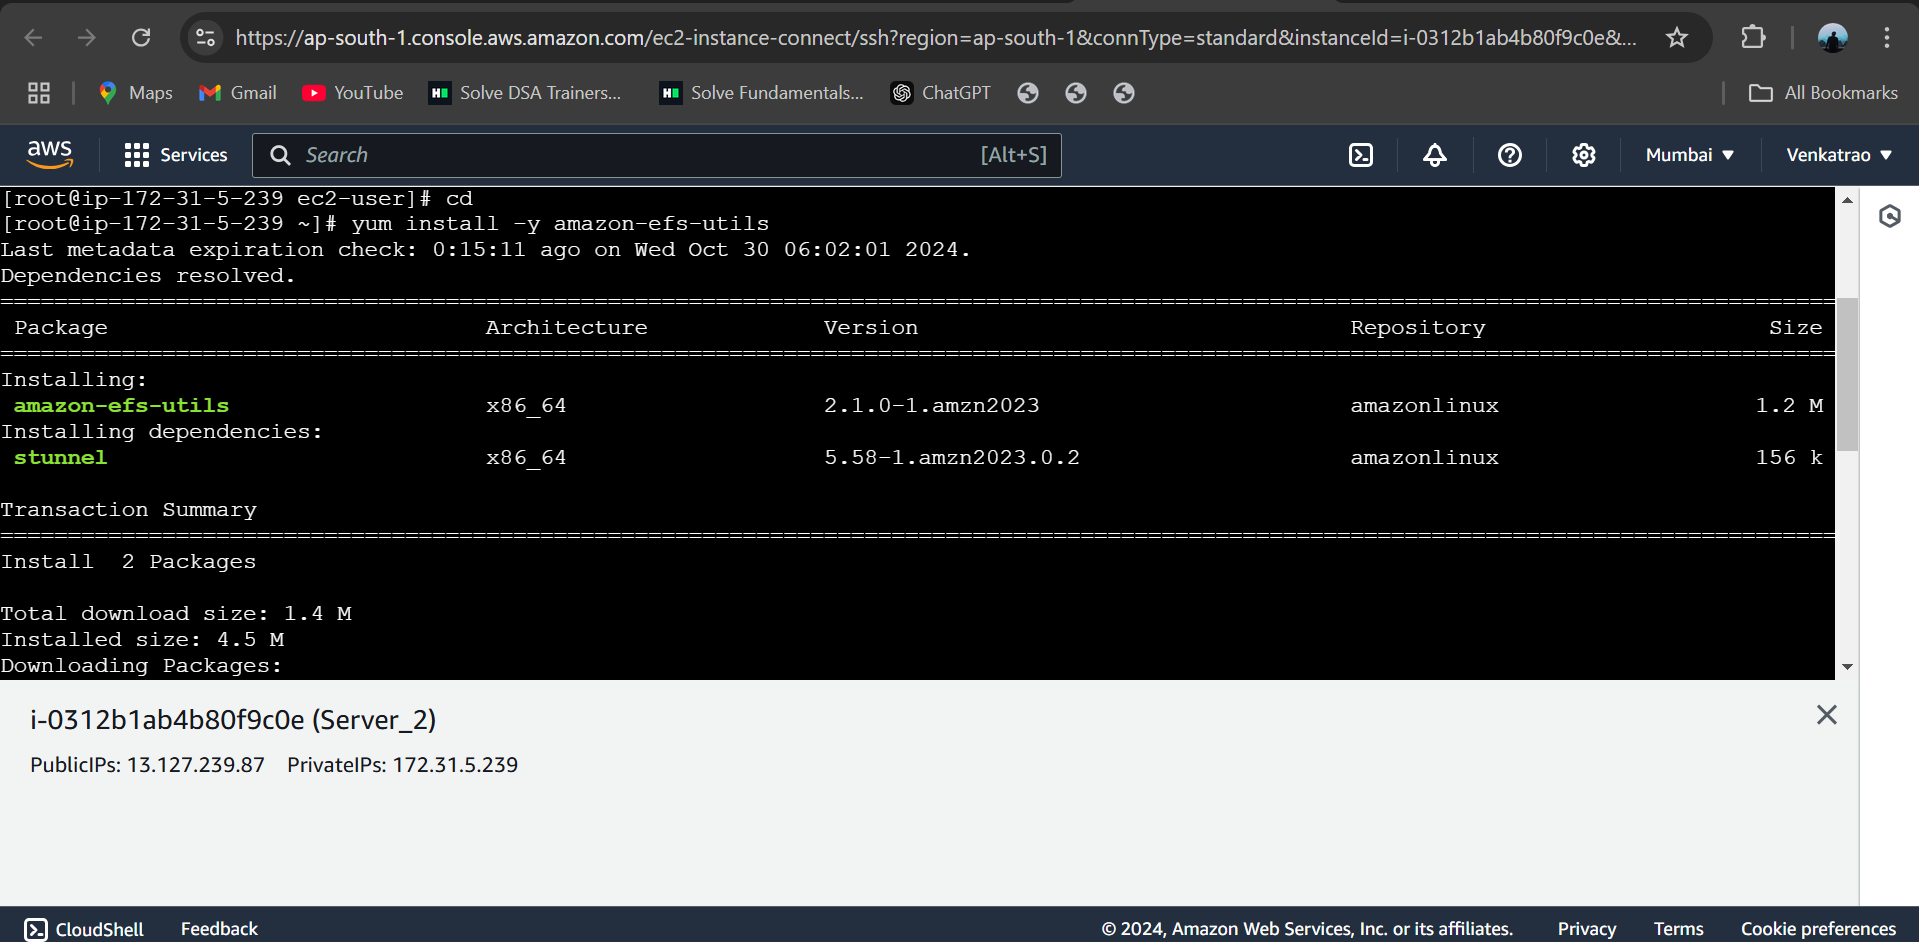 https://ap-south-1.console.aws.amazon.com/ec2-instance-connect/ssh?region=ap-south-1&connType=standard&instanceId=i-0312b1ab4b80f9c0e&...
Maps Gmail YouTube Solve DSA Trainers... Solve Fundamentals... ChatGPT All Bookmarks
aws Services Search [Alt+S] Mumbai Venkatrao
[root@ip-172-31-5-239 ec2-user]# cd
[root@ip-172-31-5-239 ~]# yum install -y amazon-efs-utils
Last metadata expiration check: 0:15:11 ago on Wed Oct 30 06:02:01 2024.
Dependencies resolved.
Package Architecture Version Repository Size
Installing:
amazon-efs-utils x86_64 2.1.0-1.amzn2023 amazonlinux 1.2 M
Installing dependencies:
stunnel x86_64 5.58-1.amzn2023.0.2 amazonlinux 156 k
Transaction Summary
Install 2 Packages
Total download size: 1.4 M
Installed size: 4.5 M
Downloading Packages:
i-0312b1ab4b80f9c0e (Server_2)
PublicIPs: 13.127.239.87 PrivateIPs: 172.31.5.239
CloudShell Feedback © 2024, Amazon Web Services, Inc. or its affiliates. Privacy Terms Cookie preferences